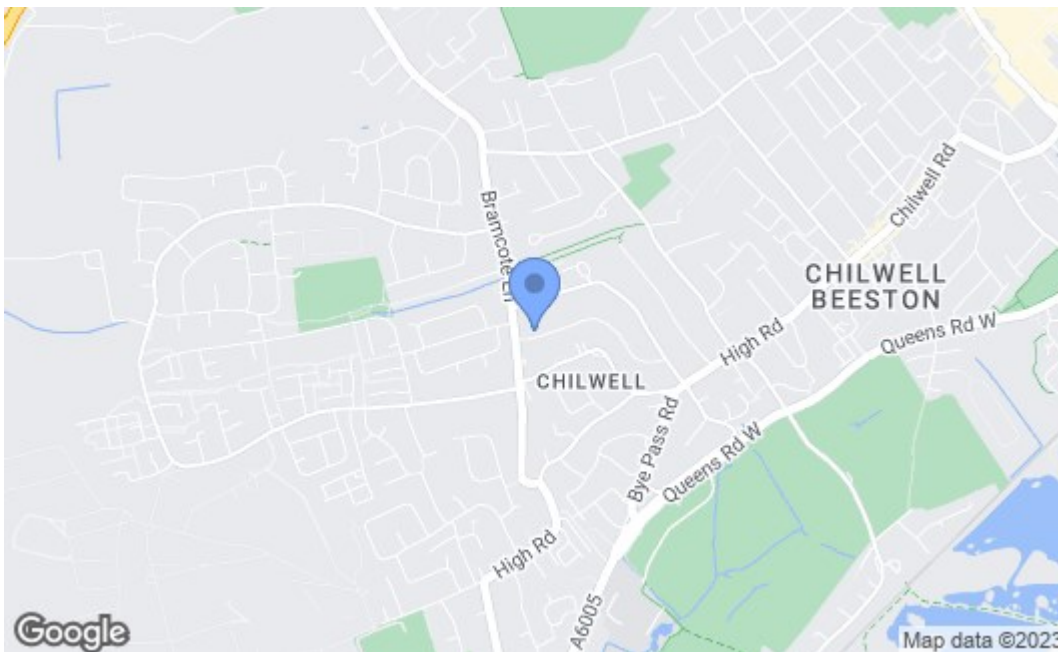 Bramcote Ln
Chilwell Rd
CHILWELL
BEESTON
Queens Rd W
High Rd
CHILWELL
Bye Pass Rd
Queens Rd W
High Rd
A6005
Google
Map data ©2023